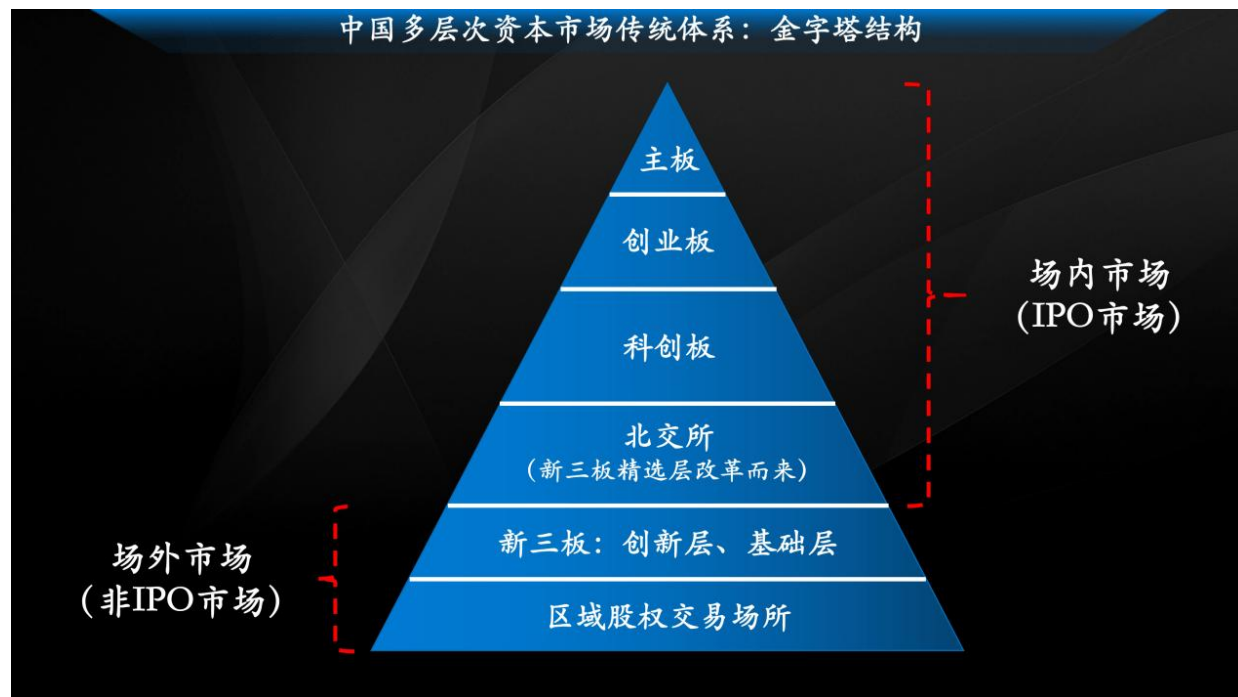 中国多层次资本市场传统体系：金字塔结构
主板
创业板
科创板
北交所
（新三板精选层改革而来）
新三板：创新层、基础层
区域股权交易场所
场内市场
（IPO市场）
场外市场
（非IPO市场）